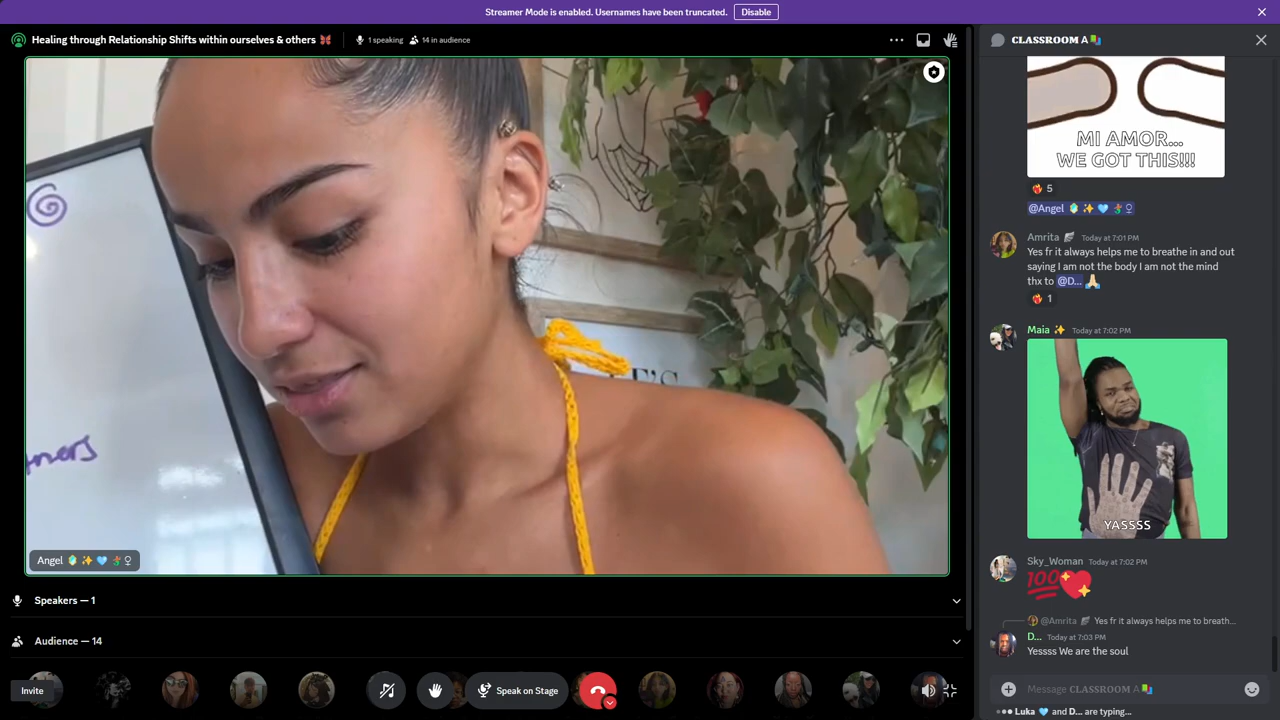 Streamer Mode is enabled. Usernames have been truncated. Disable
Healing through Relationship Shifts within ourselves & others
1 speaking
14 in audience
Angel
Speakers — 1
Audience — 14
Invite
Speak on Stage
CLASSROOM A
MI AMOR...
WE GOT THIS!!!
5
@Angel
Amrita Today at 7:01 PM
Yes fr it always helps me to breathe in and out
saying I am not the body I am not the mind
thx to @D...
1
Maia Today at 7:02 PM
YASSSS
Sky_Woman Today at 7:02 PM
100
@Amrita Yes fr it always helps me to breath...
D... Today at 7:03 PM
Yessss We are the soul
Message CLASSROOM A
Luka and D... are typing...